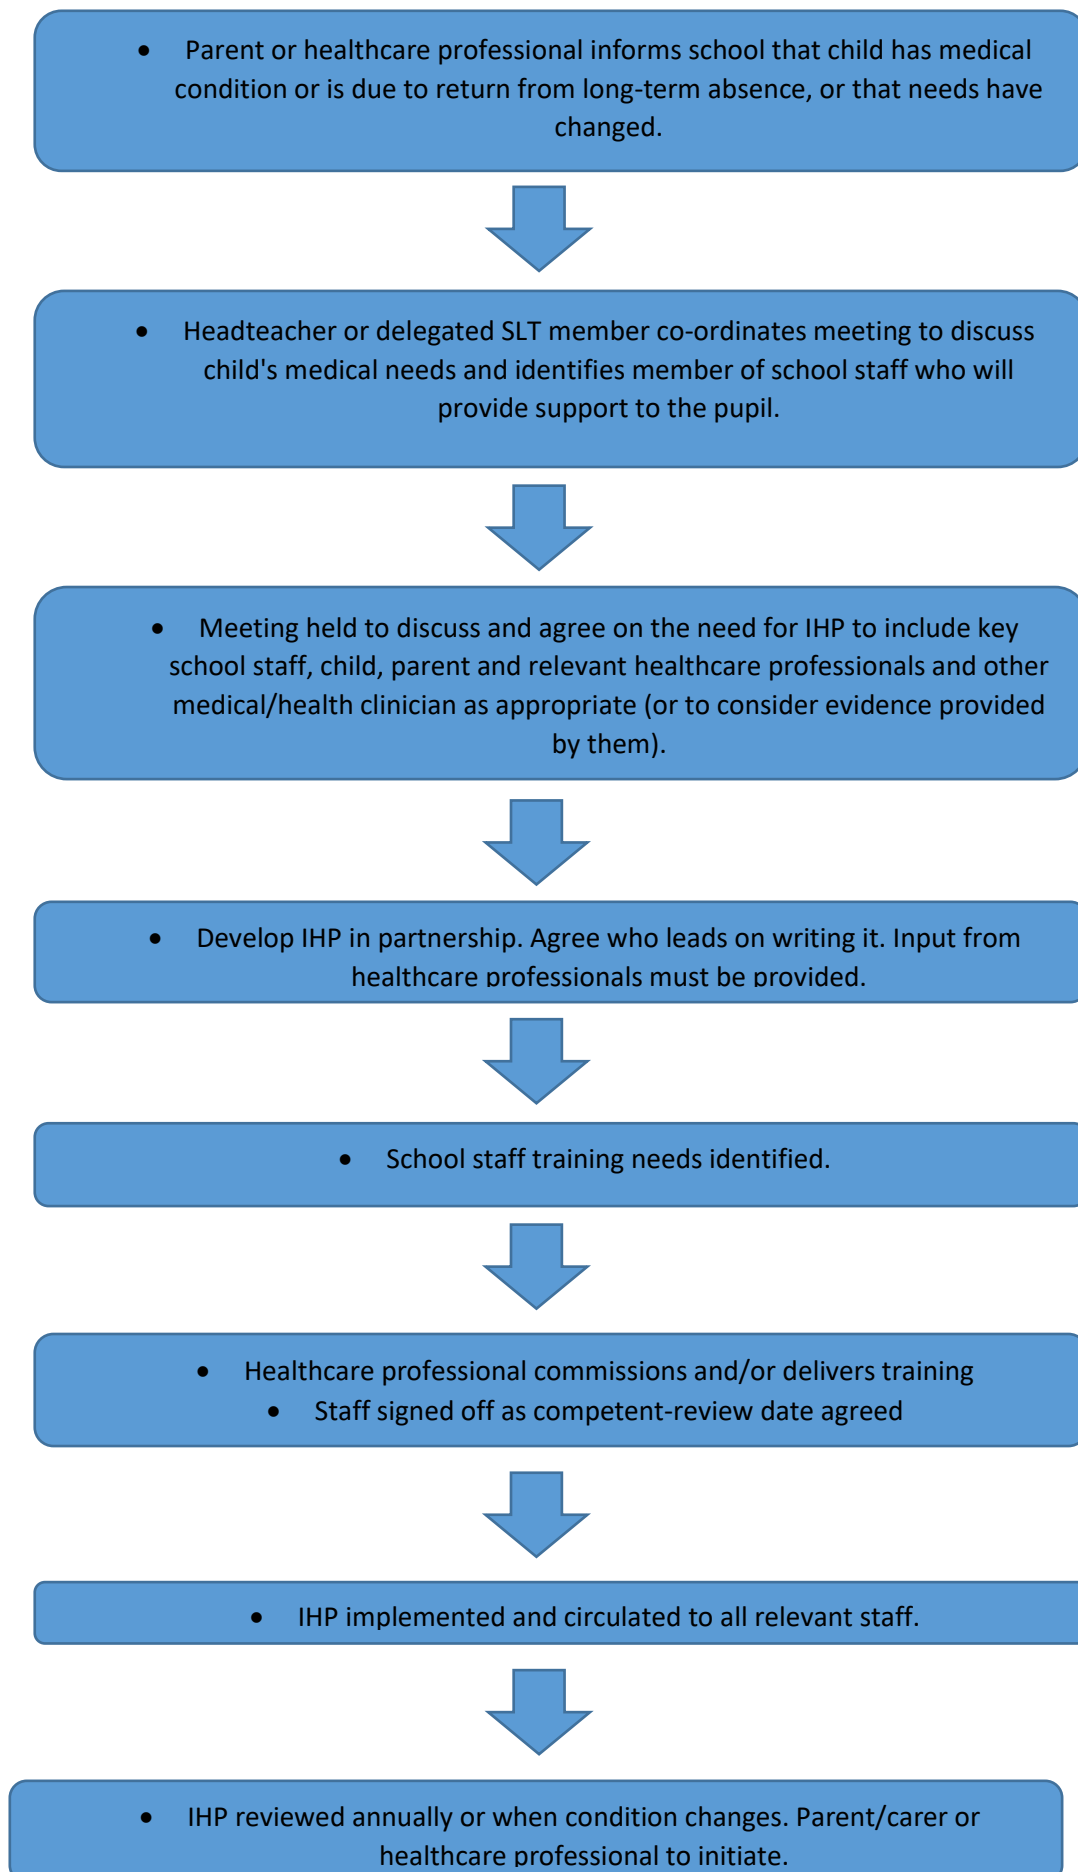 • Parent or healthcare professional informs school that child has medical
condition or is due to return from long-term absence, or that needs have
changed.
• Headteacher or delegated SLT member co-ordinates meeting to discuss
child's medical needs and identifies member of school staff who will
provide support to the pupil.
• Meeting held to discuss and agree on the need for IHP to include key
school staff, child, parent and relevant healthcare professionals and other
medical/health clinician as appropriate (or to consider evidence provided
by them).
• Develop IHP in partnership. Agree who leads on writing it. Input from
healthcare professionals must be provided.
• School staff training needs identified.
• Healthcare professional commissions and/or delivers training
• Staff signed off as competent-review date agreed
• IHP implemented and circulated to all relevant staff.
• IHP reviewed annually or when condition changes. Parent/carer or
healthcare professional to initiate.